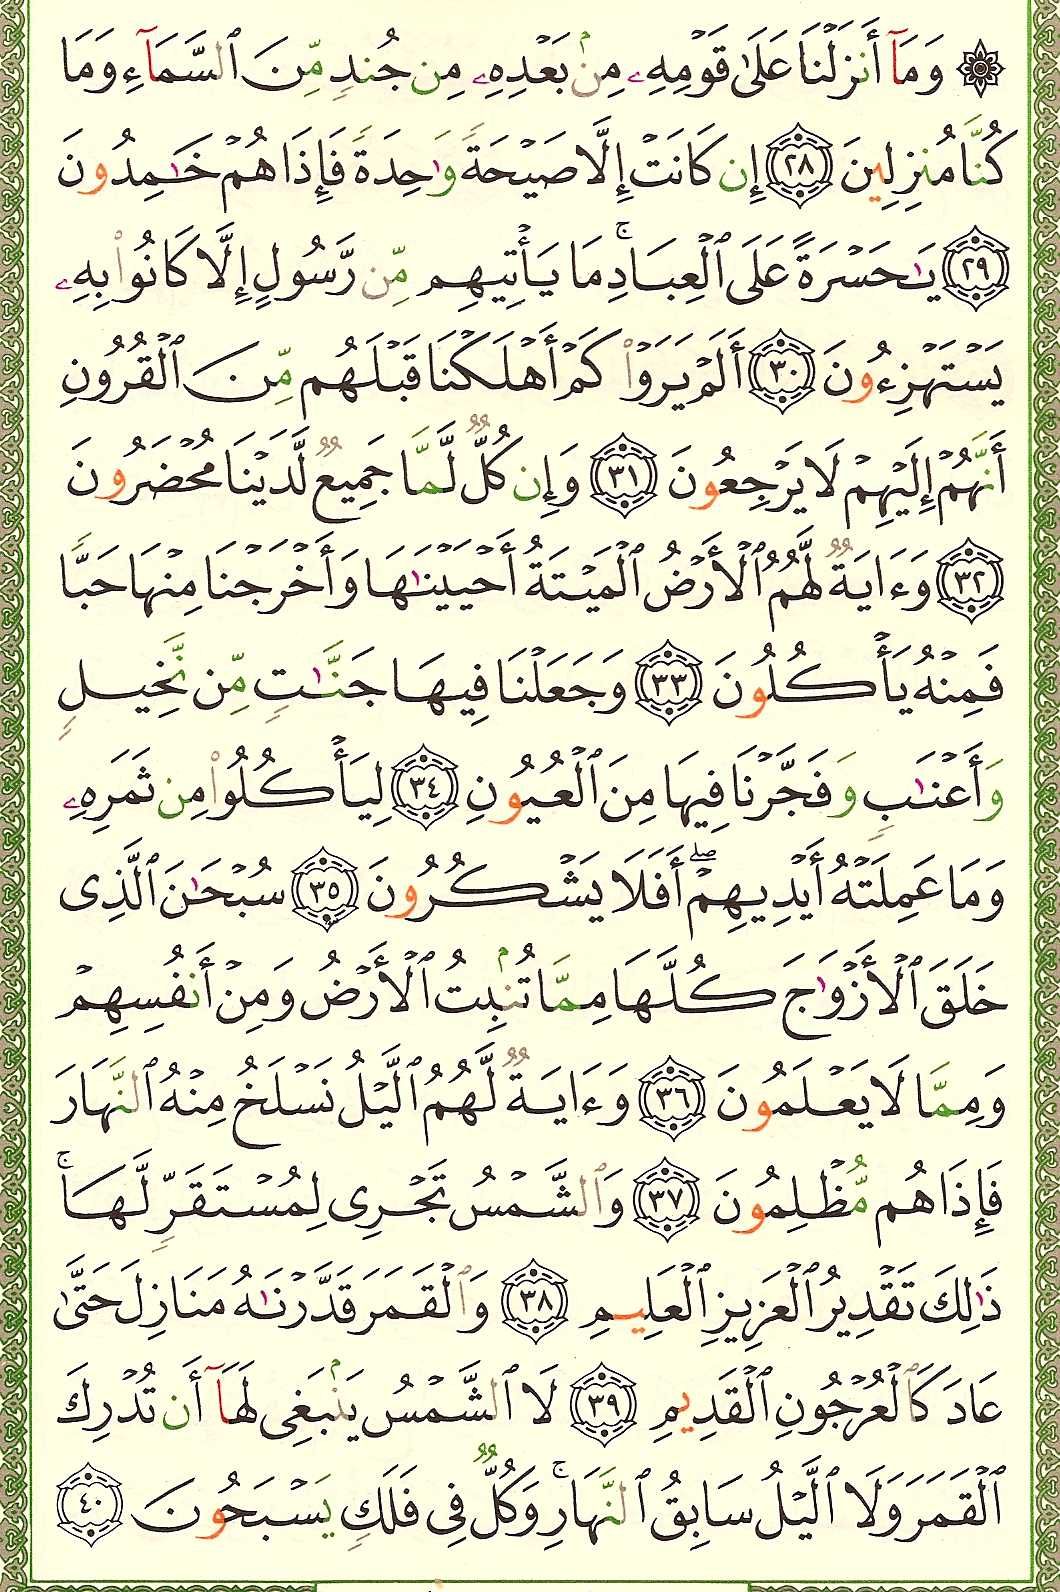 ۞ وَمَآ أَنزَلْنَا عَلَىٰ قَوْمِهِۦ مِنۢ بَعْدِهِۦ مِن جُندٍ مِّنَ ٱلسَّمَآءِ وَمَا
كُنَّا مُنزِلِينَ ﴿٢٨﴾ إِن كَانَتْ إِلَّا صَيْحَةً وَٰحِدَةً فَإِذَا هُمْ خَـٰمِدُونَ
﴿٢٩﴾ يَـٰحَسْرَةً عَلَى ٱلْعِبَادِ ۚ مَا يَأْتِيهِم مِّن رَّسُولٍ إِلَّا كَانُوا۟ بِهِۦ
يَسْتَهْزِءُونَ ﴿٣٠﴾ أَلَمْ يَرَوْا۟ كَمْ أَهْلَكْنَا قَبْلَهُم مِّنَ ٱلْقُرُونِ
أَنَّهُمْ إِلَيْهِمْ لَا يَرْجِعُونَ ﴿٣١﴾ وَإِن كُلٌّ لَّمَّا جَمِيعٌ لَّدَيْنَا مُحْضَرُونَ
﴿٣٢﴾ وَءَايَةٌ لَّهُمُ ٱلْأَرْضُ ٱلْمَيْتَةُ أَحْيَيْنَـٰهَا وَأَخْرَجْنَا مِنْهَا حَبًّا
فَمِنْهُ يَأْكُلُونَ ﴿٣٣﴾ وَجَعَلْنَا فِيهَا جَنَّـٰتٍ مِّن نَّخِيلٍ
وَأَعْنَـٰبٍ وَفَجَّرْنَا فِيهَا مِنَ ٱلْعُيُونِ ﴿٣٤﴾ لِيَأْكُلُوا۟ مِن ثَمَرِهِۦ
وَمَا عَمِلَتْهُ أَيْدِيهِمْ ۖ أَفَلَا يَشْكُرُونَ ﴿٣٥﴾ سُبْحَـٰنَ ٱلَّذِى
خَلَقَ ٱلْأَزْوَٰجَ كُلَّهَا مِمَّا تُنۢبِتُ ٱلْأَرْضُ وَمِنْ أَنفُسِهِمْ
وَمِمَّا لَا يَعْلَمُونَ ﴿٣٦﴾ وَءَايَةٌ لَّهُمُ ٱلَّيْلُ نَسْلَخُ مِنْهُ ٱلنَّهَارَ
فَإِذَا هُم مُّظْلِمُونَ ﴿٣٧﴾ وَٱلشَّمْسُ تَجْرِى لِمُسْتَقَرٍّ لَّهَا ۚ
ذَٰلِكَ تَقْدِيرُ ٱلْعَزِيزِ ٱلْعَلِيمِ ﴿٣٨﴾ وَٱلْقَمَرَ قَدَّرْنَـٰهُ مَنَازِلَ حَتَّىٰ
عَادَ كَٱلْعُرْجُونِ ٱلْقَدِيمِ ﴿٣٩﴾ لَا ٱلشَّمْسُ يَنۢبَغِى لَهَآ أَن تُدْرِكَ
ٱلْقَمَرَ وَلَا ٱلَّيْلُ سَابِقُ ٱلنَّهَارِ ۚ وَكُلٌّ فِى فَلَكٍ يَسْبَحُونَ ﴿٤٠﴾